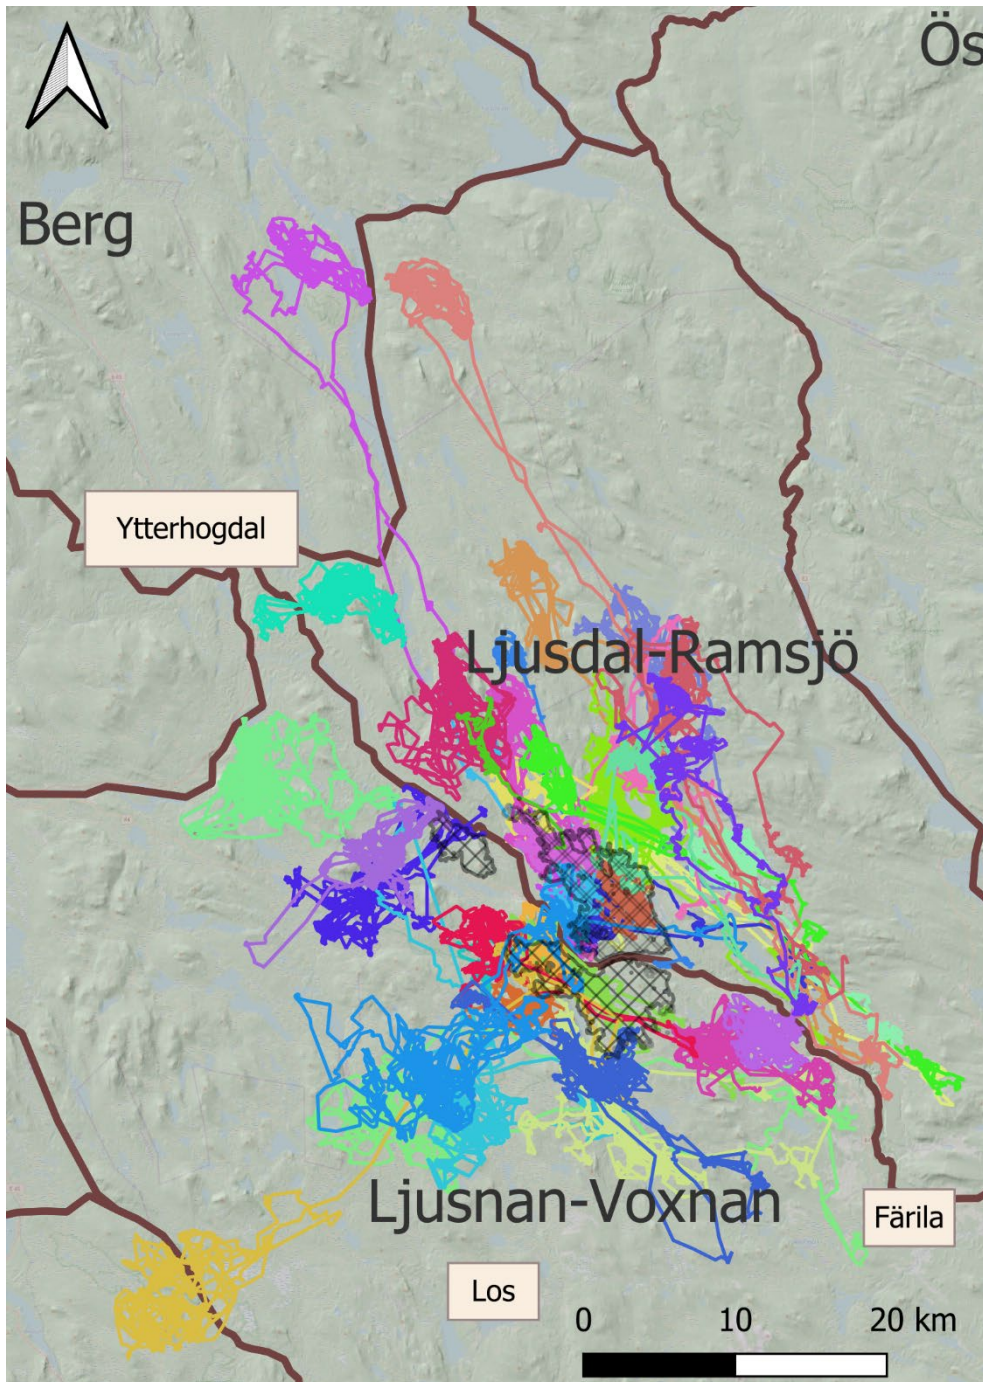 Ös
Berg
Ytterhogdal
Ljusdal-Ramsjö
Ljusnan-Voxnan
Färila
Los
0 10 20 km